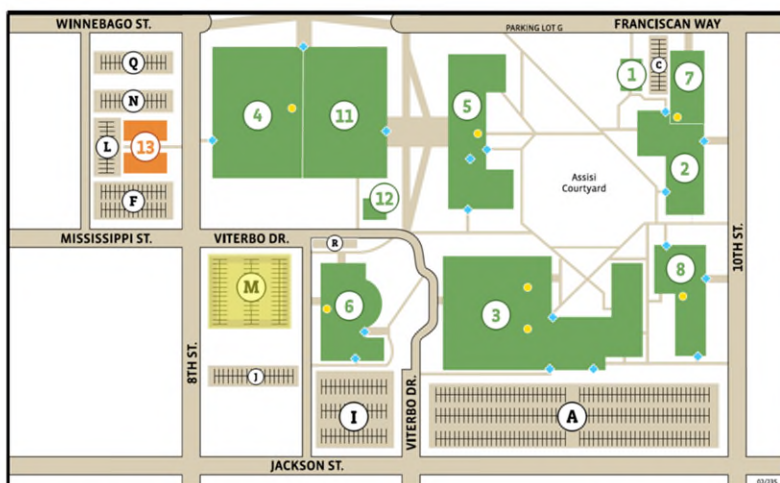 WINNEBAGO ST.
PARKING LOT G
FRANCISCAN WAY
Q
C
1
7
N
4
11
5
L
13
2
Assisi
Courtyard
F
12
MISSISSIPPI ST.
VITERBO DR.
R
10TH ST.
8
M
6
3
8TH ST.
J
VITERBO DR.
I
A
JACKSON ST.